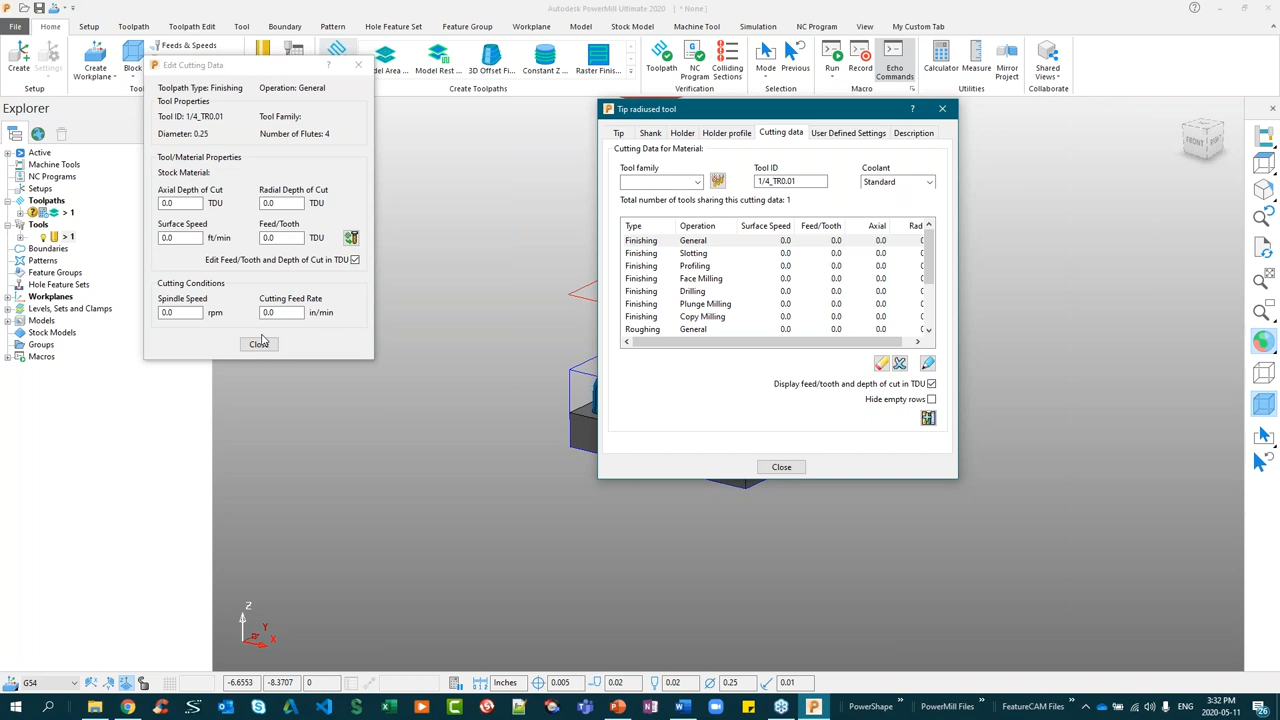 Autodesk PowerMill Ultimate 2020 - [ * None ]
File Home Setup Toolpath Toolpath Edit Tool Boundary Pattern Hole Feature Set Feature Group Workplane Model Stock Model Machine Tool Simulation NC Program View My Custom Tab
Feeds & Speeds
Create
Settings
Create Workplane
Block
Model Area ...
Model Rest ...
3D Offset Fi...
Constant Z ...
Raster Finis...
Toolpath
NC Program
Colliding Sections
Mode
Previous
Run
Record
Echo Commands
Calculator
Measure
Mirror Project
Shared Views
Setup
Create Toolpaths
Verification
Selection
Macro
Utilities
Collaborate
Explorer
Active
Machine Tools
NC Programs
Setups
Toolpaths
> 1
Tools
> 1
Boundaries
Patterns
Feature Groups
Hole Feature Sets
Workplanes
Levels, Sets and Clamps
Models
Stock Models
Groups
Macros
Edit Cutting Data
?
Toolpath Type: Finishing Operation: General
Tool Properties
Tool ID: 1/4_TR0.01 Tool Family:
Diameter: 0.25 Number of Flutes: 4
Tool/Material Properties
Stock Material:
Axial Depth of Cut Radial Depth of Cut
0.0 TDU 0.0 TDU
Surface Speed Feed/Tooth
0.0 ft/min 0.0 TDU
Edit Feed/Tooth and Depth of Cut in TDU
Cutting Conditions
Spindle Speed Cutting Feed Rate
0.0 rpm 0.0 in/min
Close
Tip radiused tool
?
Tip Shank Holder Holder profile Cutting data User Defined Settings Description
Cutting Data for Material:
Tool family Tool ID Coolant
1/4_TR0.01 Standard
Total number of tools sharing this cutting data: 1
Type Operation Surface Speed Feed/Tooth Axial Rad
Finishing General 0.0 0.0 0.0
Finishing Slotting 0.0 0.0 0.0
Finishing Profiling 0.0 0.0 0.0
Finishing Face Milling 0.0 0.0 0.0
Finishing Drilling 0.0 0.0 0.0
Finishing Plunge Milling 0.0 0.0 0.0
Finishing Copy Milling 0.0 0.0 0.0
Roughing General 0.0 0.0 0.0
Display feed/tooth and depth of cut in TDU
Hide empty rows
Close
FRONT RIGHT
Z
Y
X
G54 -6.6553 -8.3707 0 Inches 0.005 0.02 0.02 0.25 0.01
PowerShape PowerMill Files FeatureCAM Files ENG 3:32 PM
2020-05-11
26